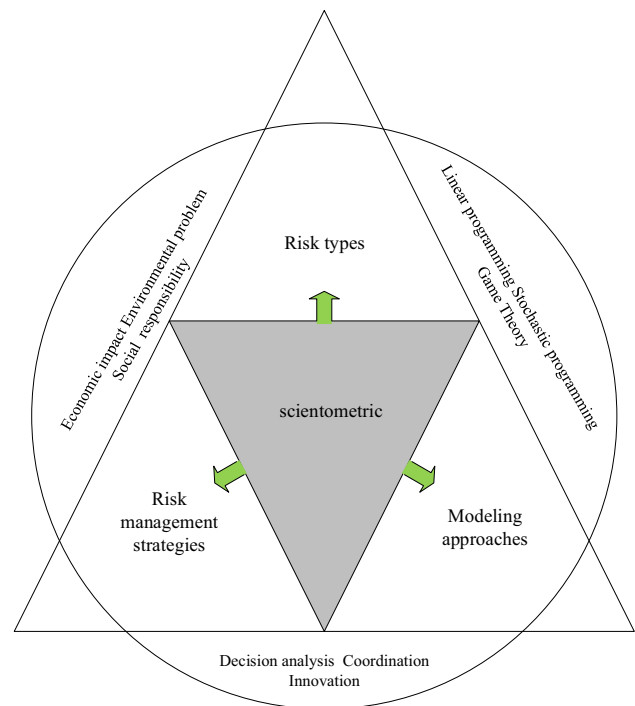 Risk types
Economic impact Environmental problem
Social responsibility
Linear programming Stochastic programming
Game Theory
scientometric
Risk
management
strategies
Modeling
approaches
Decision analysis Coordination
Innovation